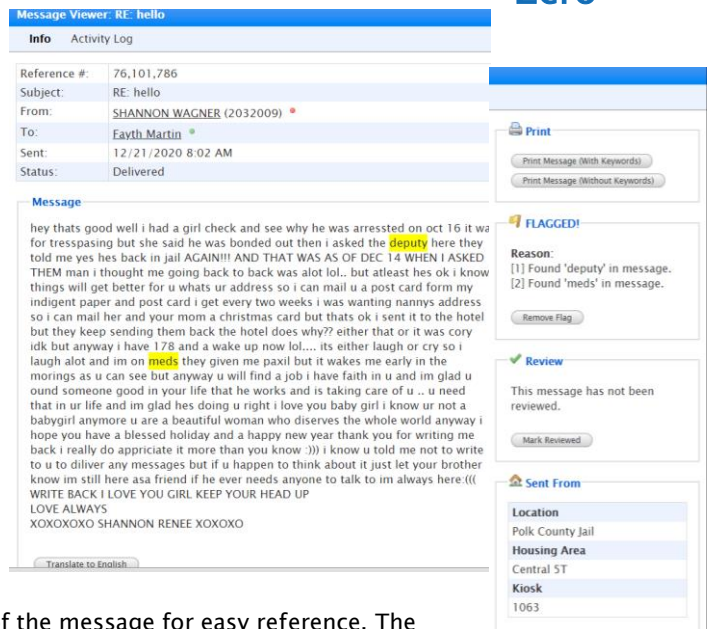 Message Viewer: RE: hello
Info Activity Log
Reference #: 76,101,786
Subject: RE: hello
From: SHANNON WAGNER (2032009)
To: Fayth Martin
Sent: 12/21/2020 8:02 AM
Status: Delivered
Message
hey thats good well i had a girl check and see why he was arressted on oct 16 it wa
for tresspasing but she said he was bonded out then i asked the deputy here they
told me yes hes back in jail AGAIN!!! AND THAT WAS AS OF DEC 14 WHEN I ASKED
THEM man i thought me going back to back was alot lol.. but atleast hes ok i know
things will get better for u whats ur address so i can mail u a post card form my
indigent paper and post card i get every two weeks i was wanting nannys address
so i can mail her and your mom a christmas card but thats ok i sent it to the hotel
but they keep sending them back the hotel does why?? either that or it was cory
idk but anyway i have 178 and a wake up now lol.... its either laugh or cry so i
laugh alot and im on meds they given me paxil but it wakes me early in the
morings as u can see but anyway u will find a job i have faith in u and im glad u
ound someone good in your life that he works and is taking care of u .. u need
that in ur life and im glad hes doing u right i love you baby girl i know ur not a
babygirl anymore u are a beautiful woman who diserves the whole world anyway i
hope you have a blessed holiday and a happy new year thank you for writing me
back i really do appriciate it more than you know :))) i know u told me not to write
to u to diliver any messages but if u happen to think about it just let your brother
know im still here asa friend if he ever needs anyone to talk to im always here:(((
WRITE BACK I LOVE YOU GIRL KEEP YOUR HEAD UP
LOVE ALWAYS
XOXOXOXO SHANNON RENEE XOXOXO
Translate to English
Print
Print Message (With Keywords)
Print Message (Without Keywords)
FLAGGED!
Reason:
[1] Found 'deputy' in message.
[2] Found 'meds' in message.
Remove Flag
Review
This message has not been
reviewed.
Mark Reviewed
Sent From
Location
Polk County Jail
Housing Area
Central 5T
Kiosk
1063
f the message for easy reference. The